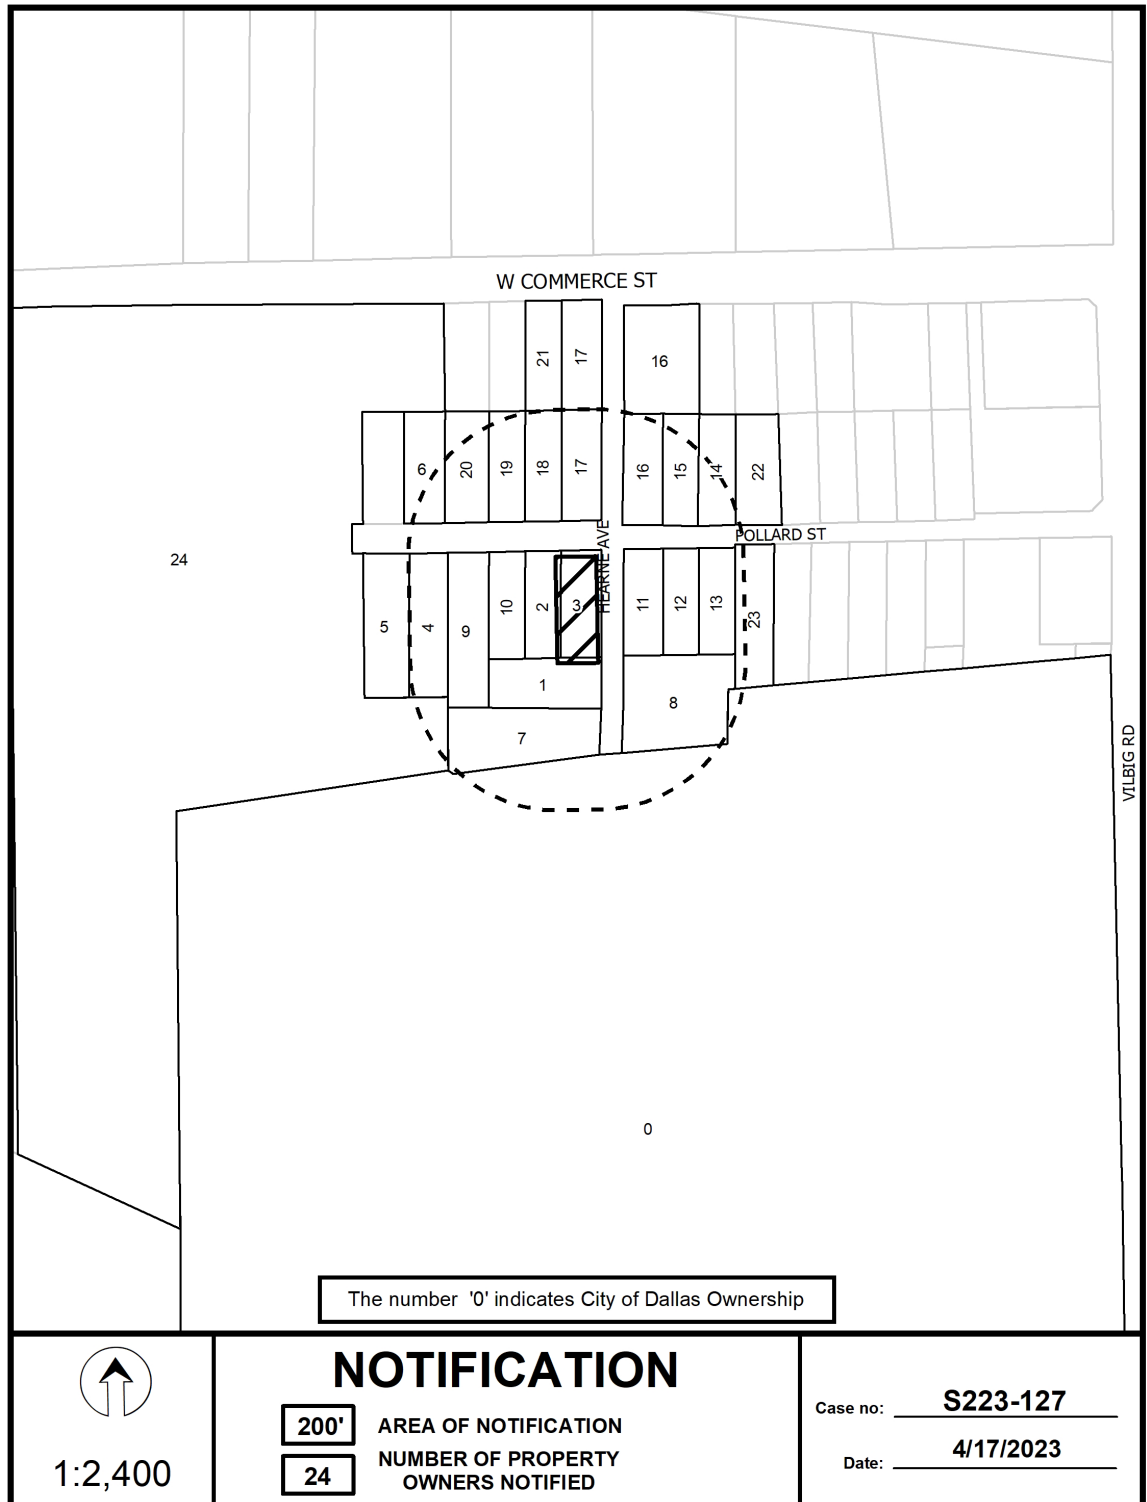 W COMMERCE ST
21
17
16
6
20
19
18
17
16
15
14
22
POLLARD ST
HEARNE AVE
24
5
4
9
10
2
3
11
12
13
23
1
8
7
VILBIG RD
0
The number '0' indicates City of Dallas Ownership
1:2,400
NOTIFICATION
200' AREA OF NOTIFICATION
24 NUMBER OF PROPERTY
OWNERS NOTIFIED
Case no: S223-127
Date: 4/17/2023